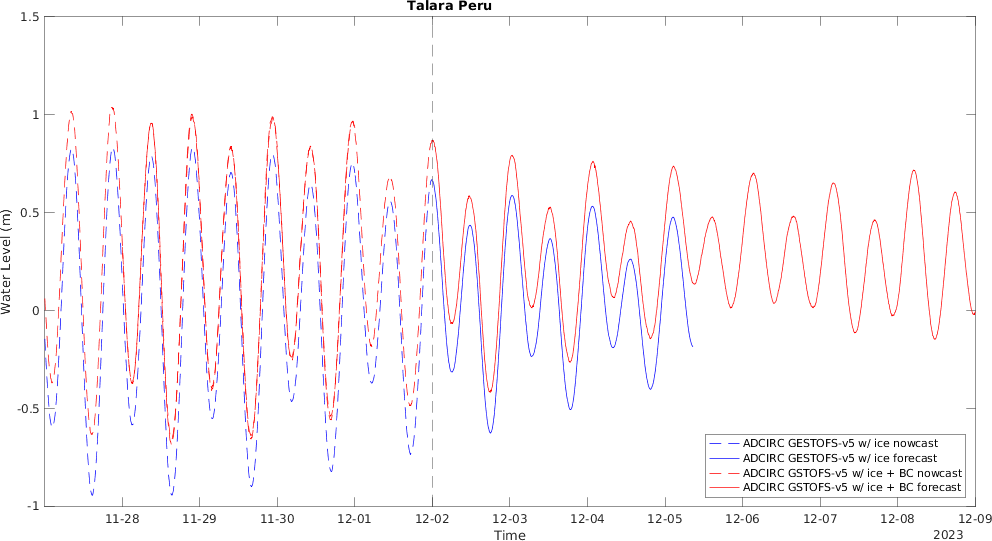 Talara Peru
1.5
1
0.5
0
-0.5
-1
Water Level (m)
11-28 11-29 11-30 12-01 12-02 12-03 12-04 12-05 12-06 12-07 12-08 12-09
Time
2023
ADCIRC GESTOFS-v5 w/ ice nowcast
ADCIRC GESTOFS-v5 w/ ice forecast
ADCIRC GSTOFS-v5 w/ ice + BC nowcast
ADCIRC GSTOFS-v5 w/ ice + BC forecast